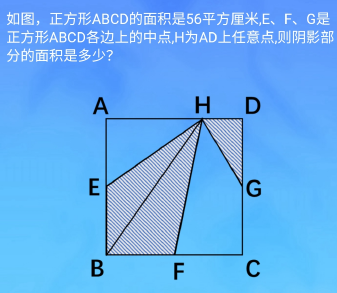 如图，正方形ABCD的面积是56平方厘米,E、F、G是
正方形ABCD各边上的中点,H为AD上任意点,则阴影部
分的面积是多少？
A H D
E G
B F C